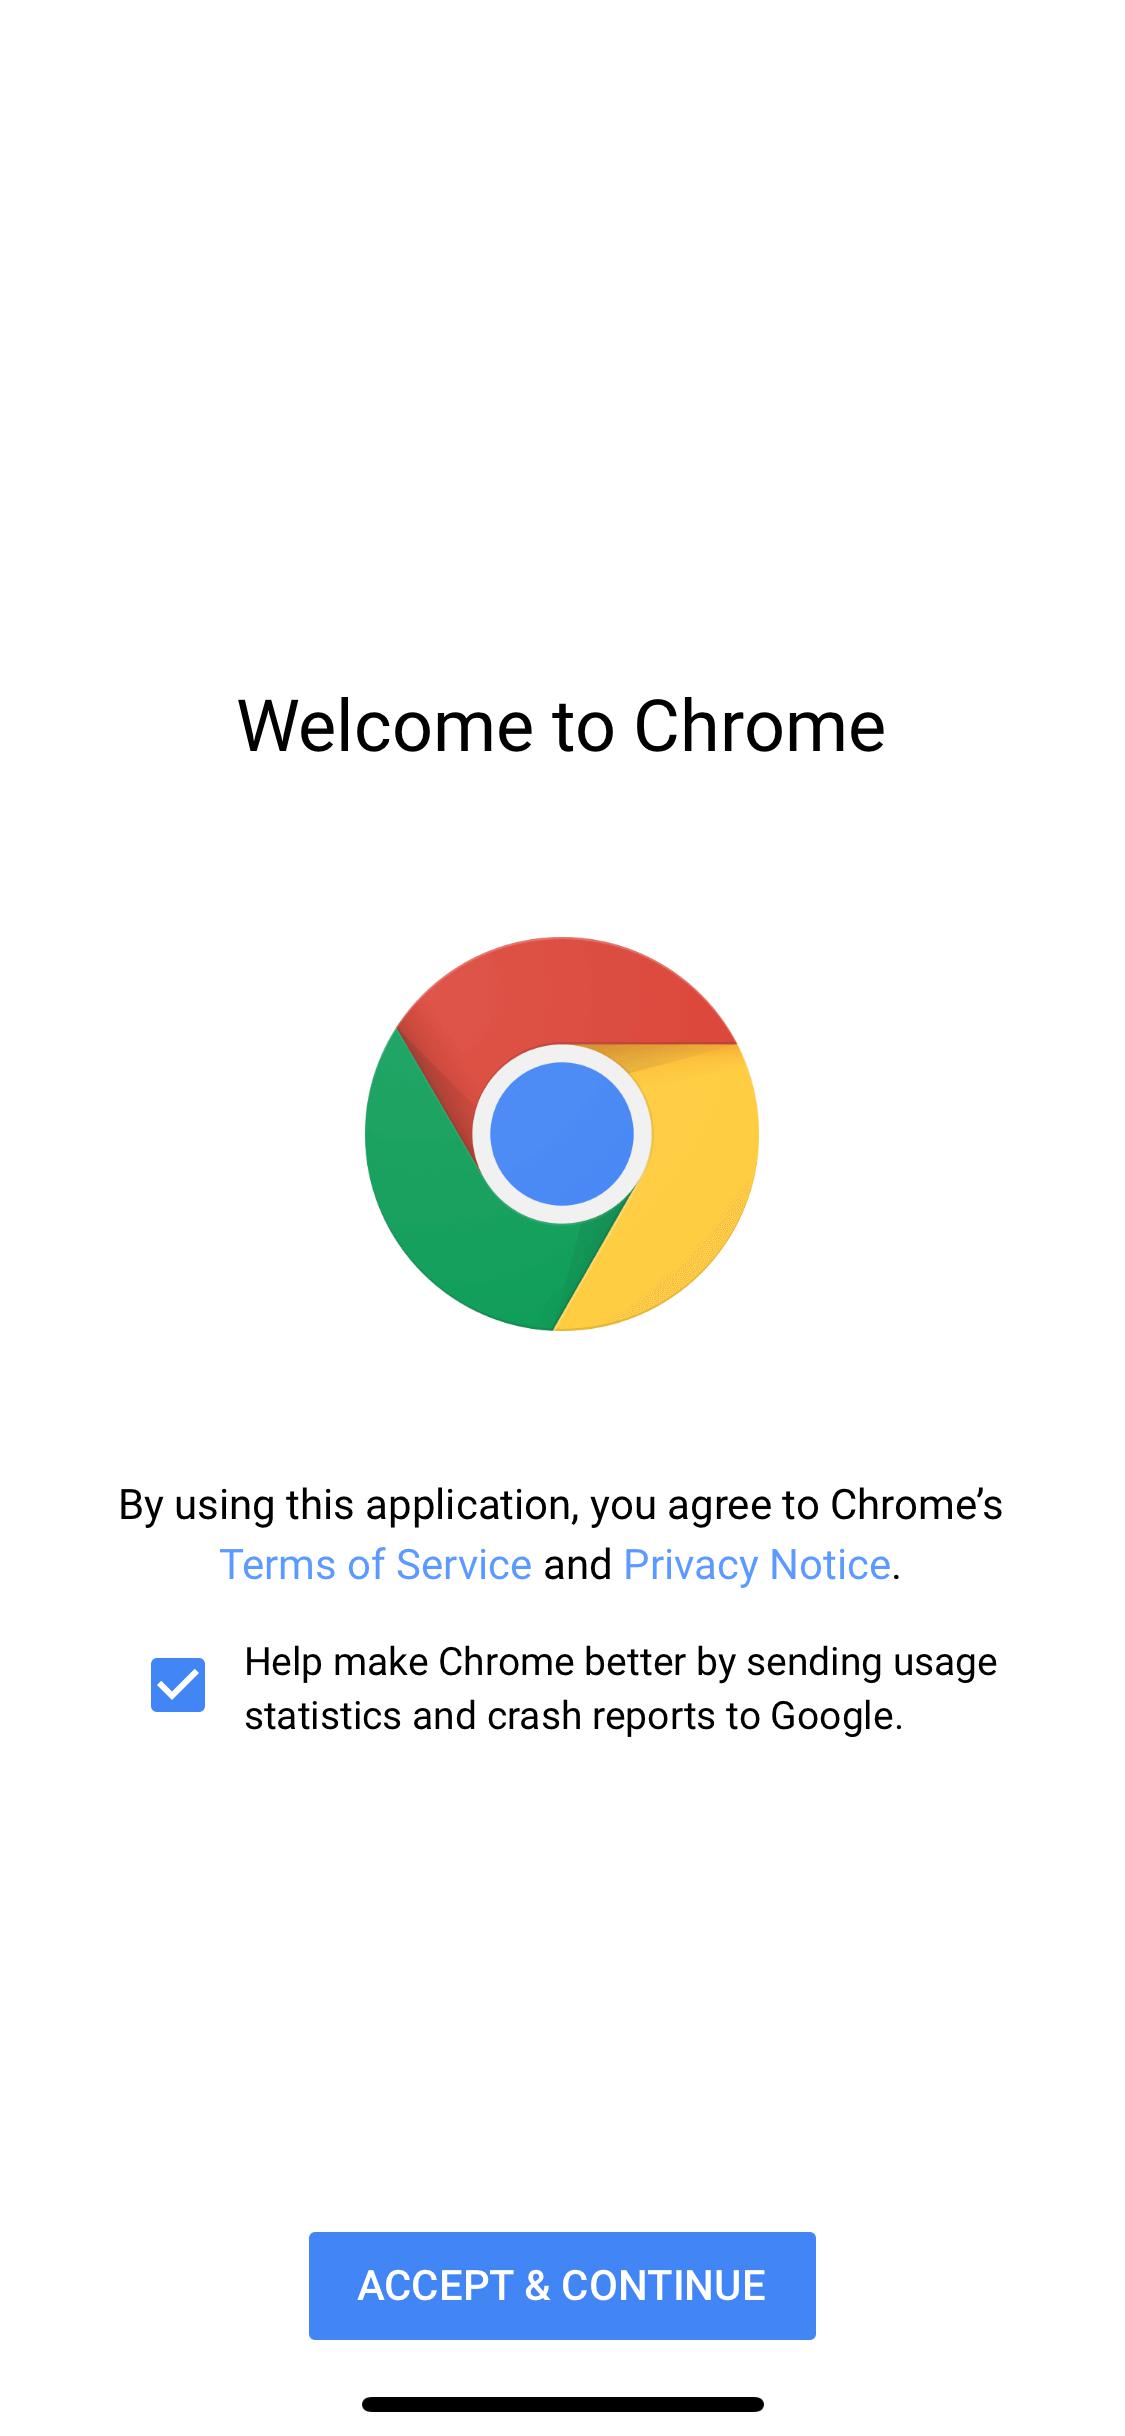 Welcome to Chrome
By using this application, you agree to Chrome’s
Terms of Service and Privacy Notice.
Help make Chrome better by sending usage
statistics and crash reports to Google.
ACCEPT & CONTINUE